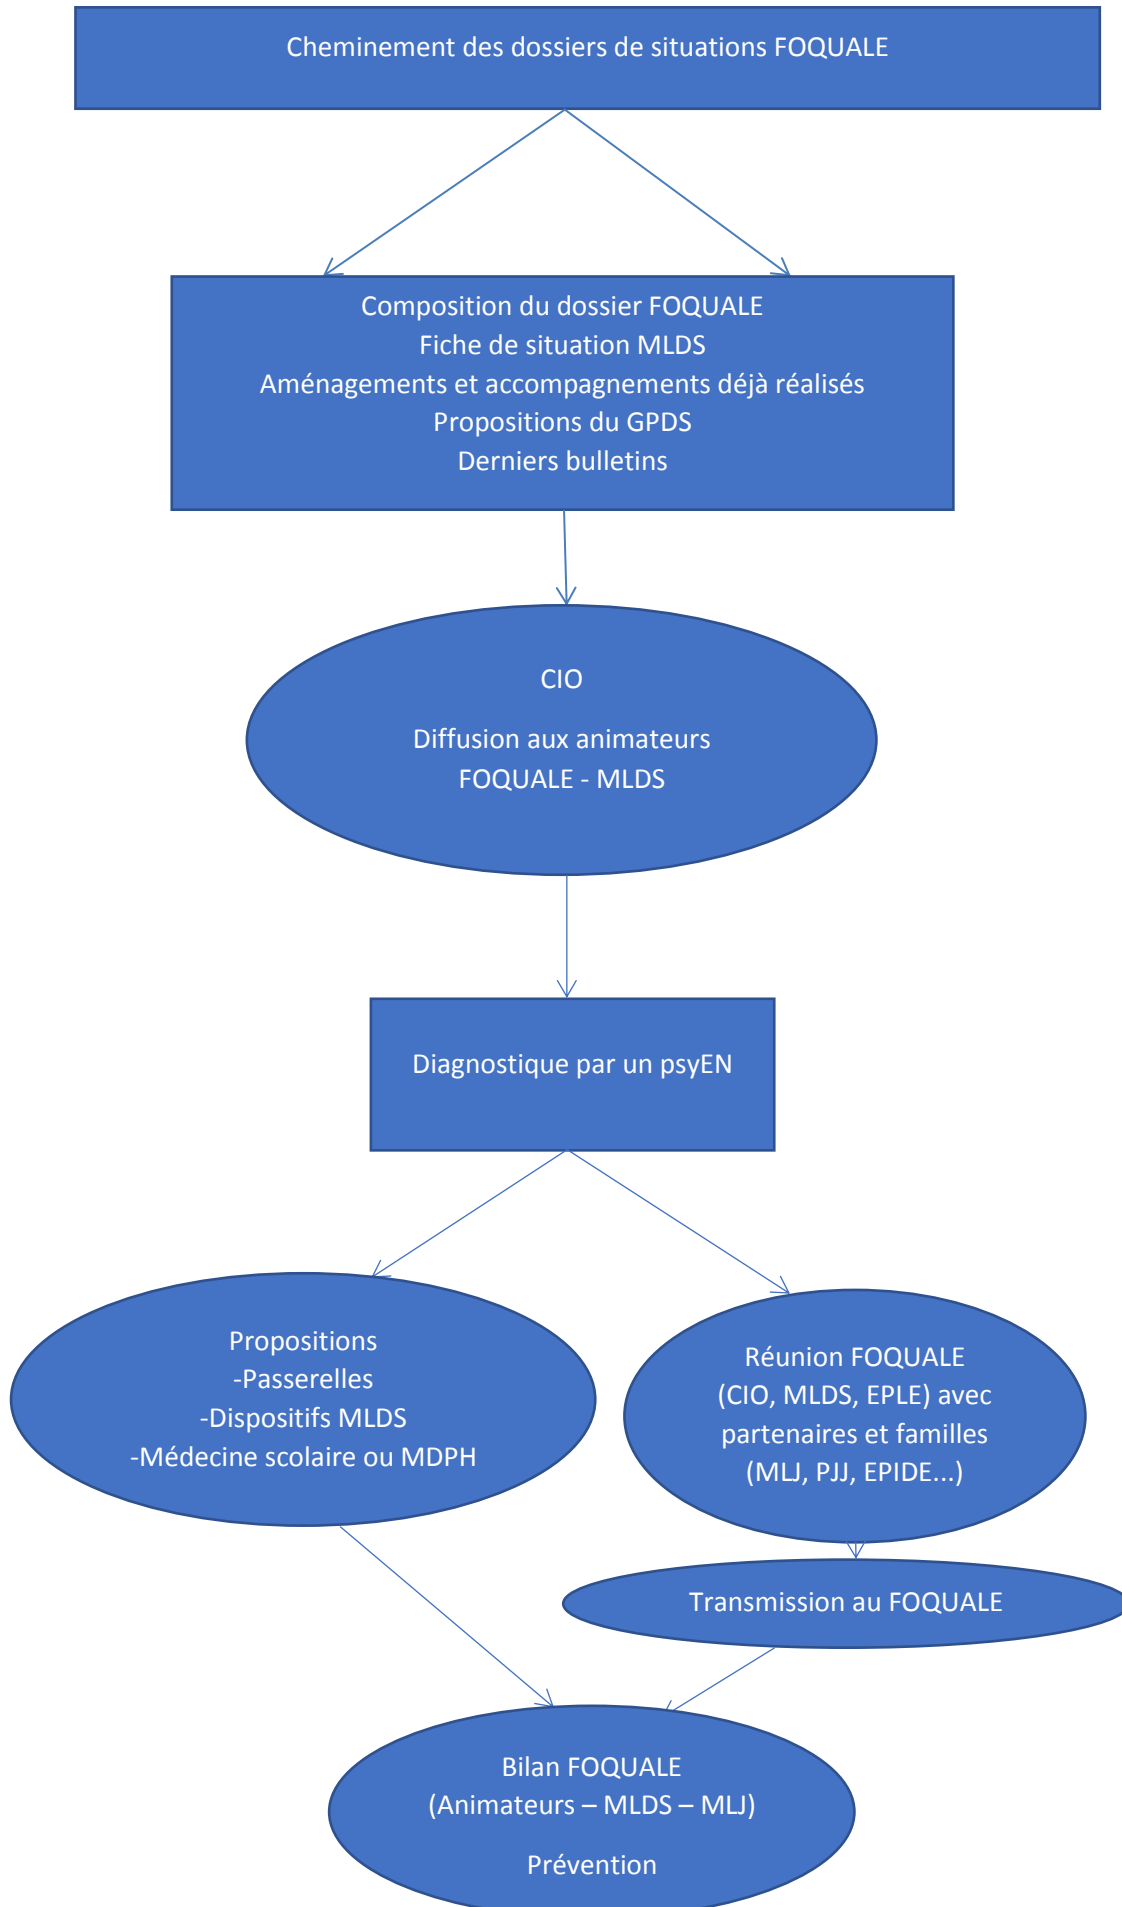 Cheminement des dossiers de situations FOQUALE
Composition du dossier FOQUALE
Fiche de situation MLDS
Aménagements et accompagnements déjà réalisés
Propositions du GPDS
Derniers bulletins
CIO
Diffusion aux animateurs
FOQUALE - MLDS
Diagnostique par un psyEN
Propositions
-Passerelles
-Dispositifs MLDS
-Médecine scolaire ou MDPH
Réunion FOQUALE
(CIO, MLDS, EPLE) avec
partenaires et familles
(MLJ, PJJ, EPIDE...)
Transmission au FOQUALE
Bilan FOQUALE
(Animateurs – MLDS – MLJ)
Prévention